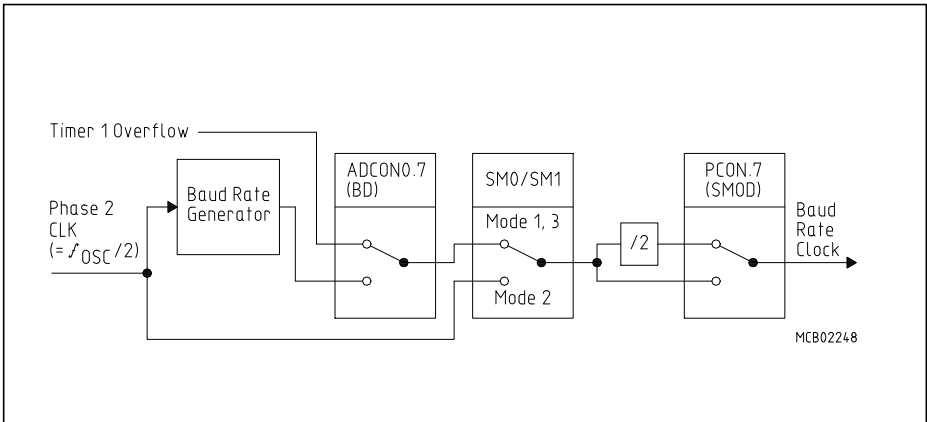 Timer 1 Overflow
Phase 2
CLK
(= fOSC /2)
Baud Rate
Generator
ADCON0.7
(BD)
SM0/SM1
Mode 1, 3
Mode 2
/2
PCON.7
(SMOD)
Baud
Rate
Clock
MCB02248